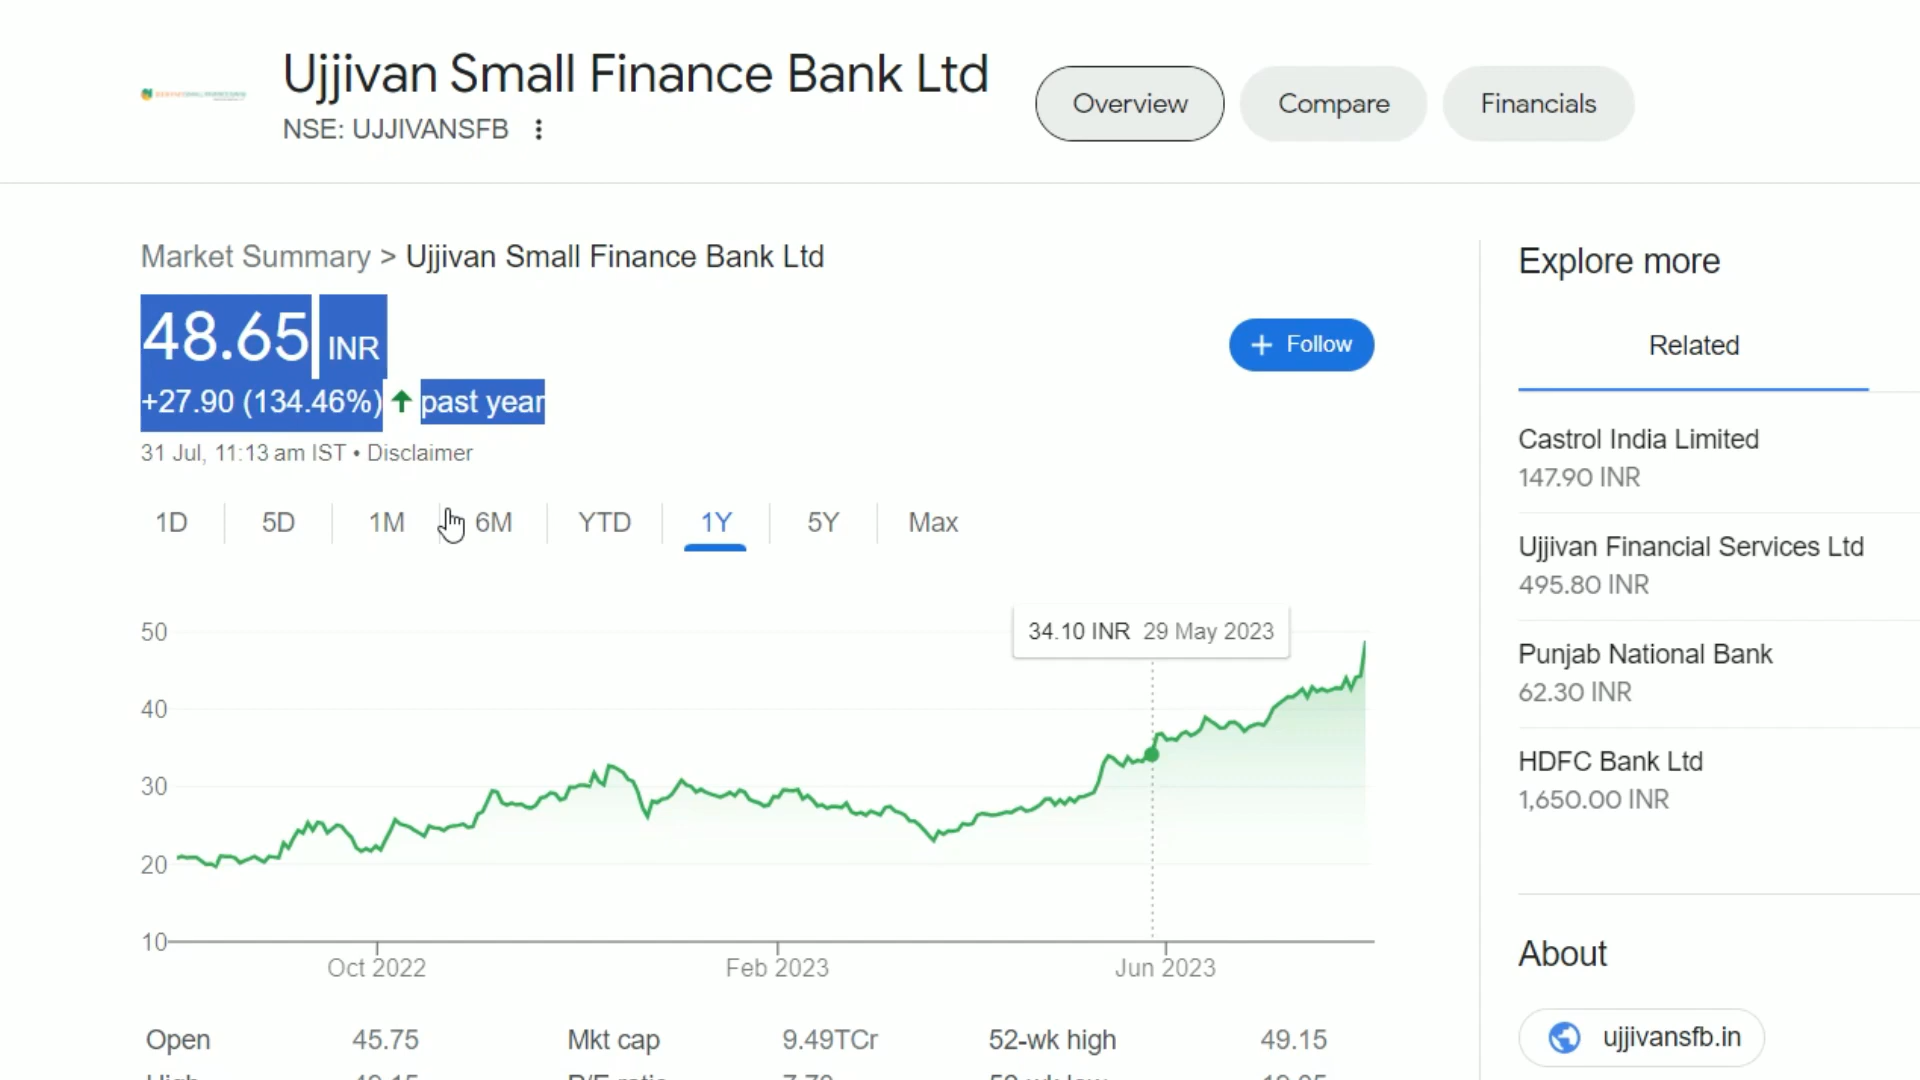 Ujjivan Small Finance Bank Ltd
NSE: UJJIVANSFB
Overview
Compare
Financials
Market Summary > Ujjivan Small Finance Bank Ltd
48.65 INR
+27.90 (134.46%) past year
31 Jul, 11:13 am IST • Disclaimer
+ Follow
1D 5D 1M 6M YTD 1Y 5Y Max
34.10 INR 29 May 2023
50
40
30
20
10
Oct 2022 Feb 2023 Jun 2023
Open 45.75 Mkt cap 9.49TCr 52-wk high 49.15
Explore more
Related
Castrol India Limited
147.90 INR
Ujjivan Financial Services Ltd
495.80 INR
Punjab National Bank
62.30 INR
HDFC Bank Ltd
1,650.00 INR
About
ujjivansfb.in